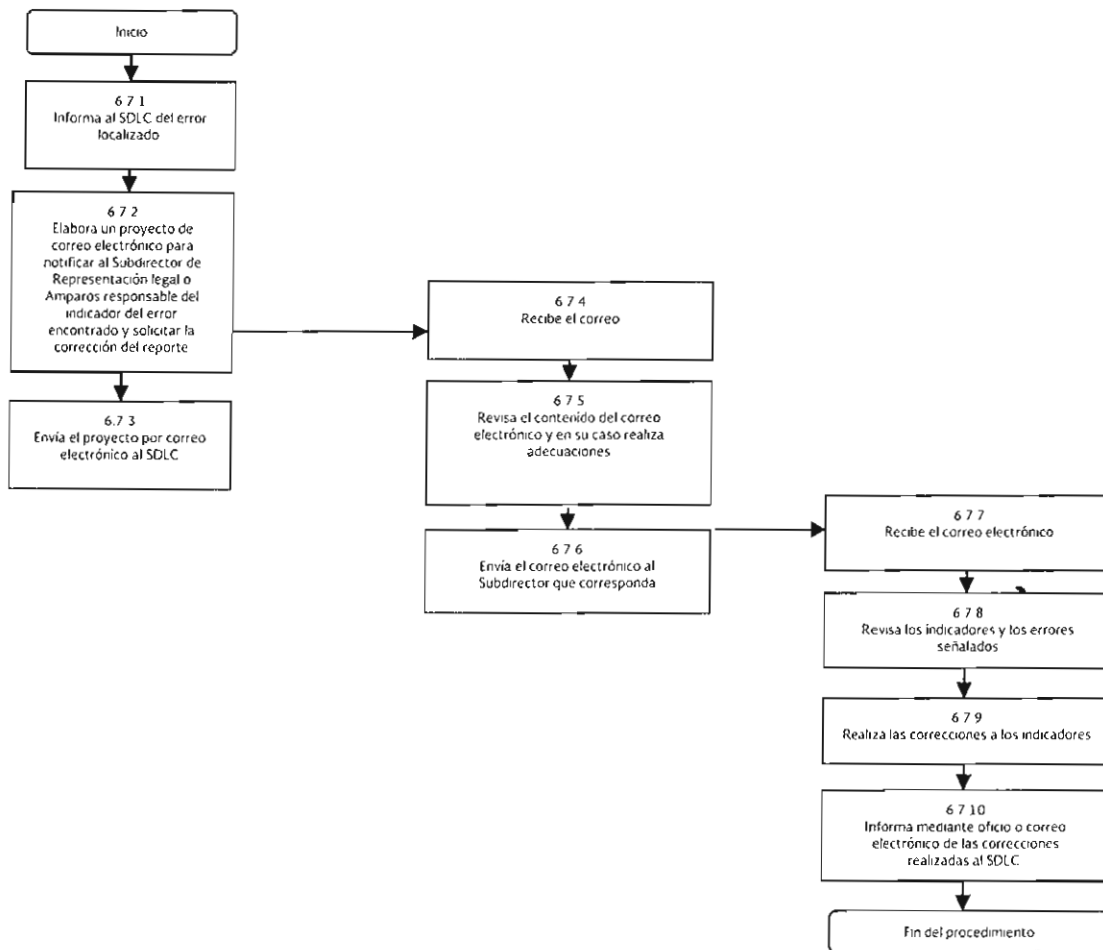 Inicio
6 7 1
Informa al SDLC del error
localizado
6 7 2
Elabora un proyecto de
correo electrónico para
notificar al Subdirector de
Representación legal o
Amparos responsable del
indicador del error
encontrado y solicitar la
corrección del reporte
6.7 3
Envía el proyecto por correo
electrónico al SDLC
6 7 4
Recibe el correo
6 7 5
Revisa el contenido del correo
electrónico y en su caso realiza
adecuaciones
6 7 6
Envía el correo electrónico al
Subdirector que corresponda
6 7 7
Recibe el correo electrónico
6 7 8
Revisa los indicadores y los errores
señalados
6 7 9
Realiza las correcciones a los indicadores
6 7 10
Informa mediante oficio o correo
electrónico de las correcciones
realizadas al SDLC
Fin del procedimiento